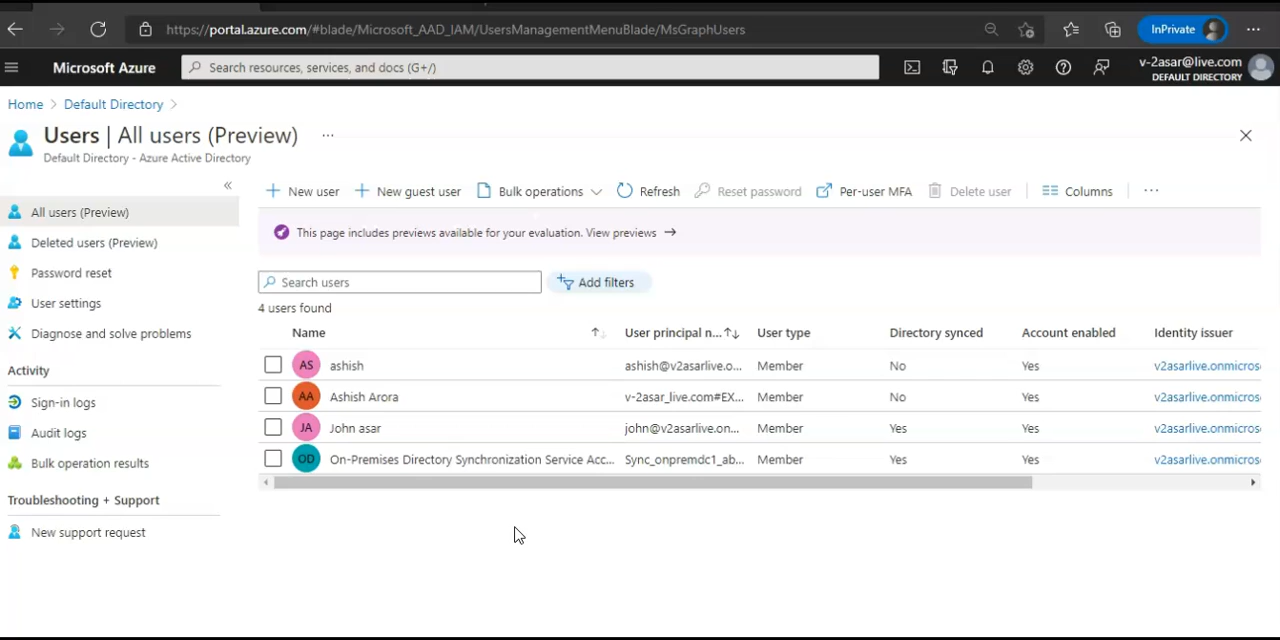 https://portal.azure.com/#blade/Microsoft_AAD_IAM/UsersManagementMenuBlade/MsGraphUsers
InPrivate
Microsoft Azure
Search resources, services, and docs (G+/)
v-2asar@live.com
DEFAULT DIRECTORY
Home > Default Directory >
Users | All users (Preview) ...
Default Directory - Azure Active Directory
«
New user
New guest user
Bulk operations
Refresh
Reset password
Per-user MFA
Delete user
Columns
...
All users (Preview)
Deleted users (Preview)
Password reset
User settings
Diagnose and solve problems
Activity
Sign-in logs
Audit logs
Bulk operation results
Troubleshooting + Support
New support request
This page includes previews available for your evaluation. View previews →
Search users
Add filters
4 users found
Name User principal n... User type Directory synced Account enabled Identity issuer
AS ashish ashish@v2asarlive.o... Member No Yes v2asarlive.onmicros
AA Ashish Arora v-2asar_live.com#EX... Member No Yes v2asarlive.onmicros
JA John asar john@v2asarlive.on... Member Yes Yes v2asarlive.onmicros
OD On-Premises Directory Synchronization Service Acc... Sync_onpremdc1_ab... Member Yes Yes v2asarlive.onmicros